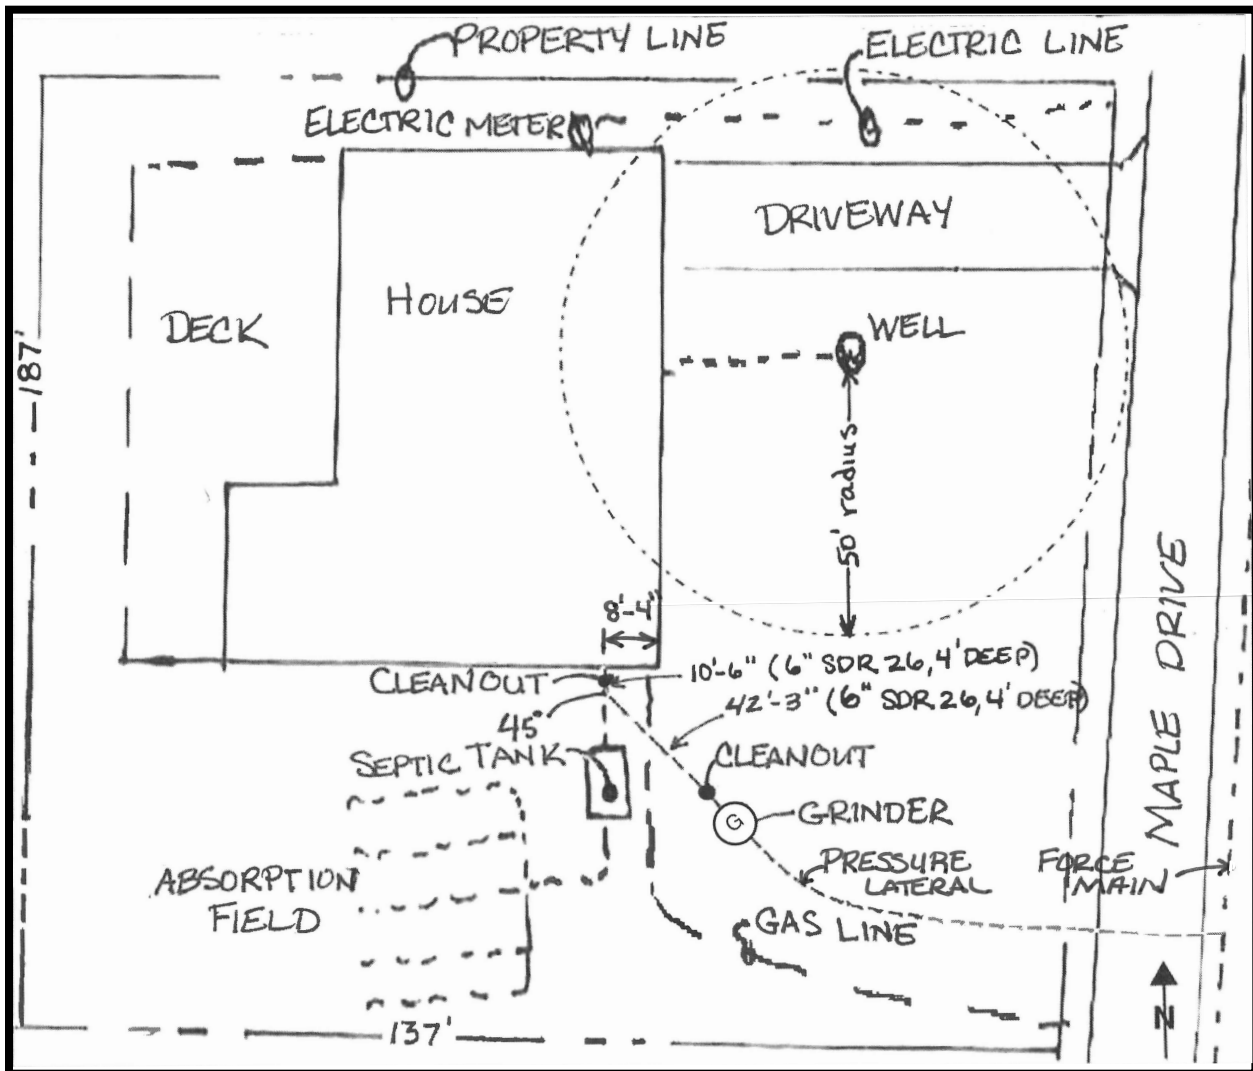 PROPERTY LINE
ELECTRIC LINE
ELECTRIC METER
DRIVEWAY
HOUSE
DECK
WELL
187'
50' radius
8'-4"
10'-6" (6" SDR 26, 4' DEEP)
CLEANOUT
42'-3" (6" SDR 26, 4' DEEP)
45°
SEPTIC TANK
CLEANOUT
G
GRINDER
MAPLE DRIVE
PRESSURE
LATERAL
FORCE
MAIN
ABSORPTION
FIELD
GAS LINE
137'
N